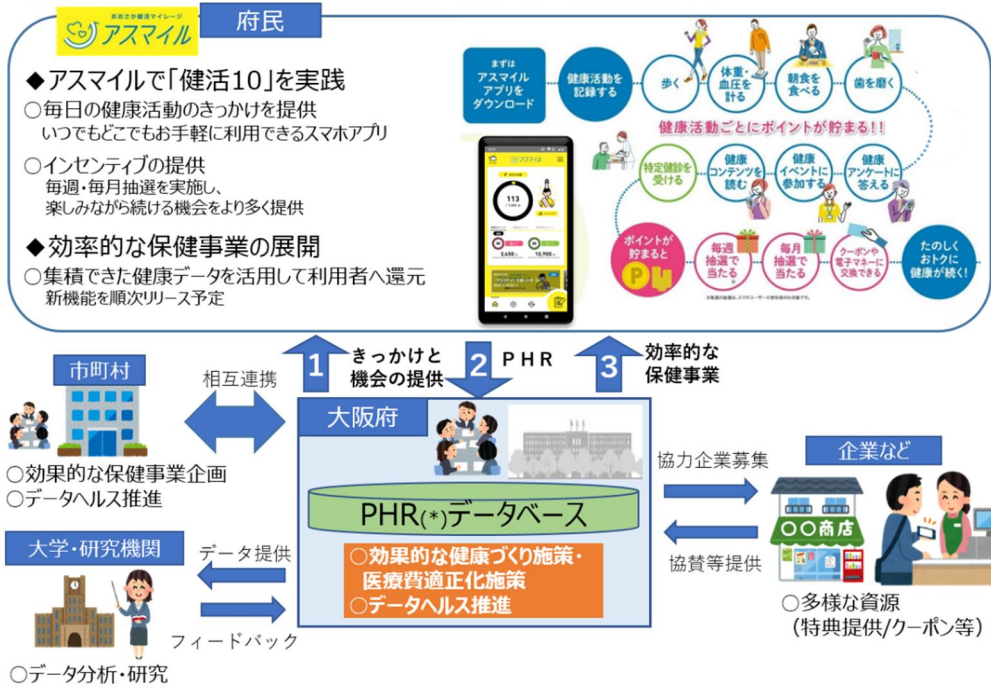 おおさか健活マイレージ
アスマイル
府民
◆アスマイルで「健活10」を実践
○毎日の健康活動のきっかけを提供
いつでもどこでもお手軽に利用できるスマホアプリ
○インセンティブの提供
毎週・毎月抽選を実施し、
楽しみながら続ける機会をより多く提供
◆効率的な保健事業の展開
○集積できた健康データを活用して利用者へ還元
新機能を順次リリース予定
まずは
アスマイル
アプリを
ダウンロード
健康活動を
記録する
歩く
体重・
血圧を
計る
朝食を
食べる
歯を磨く
健康活動ごとにポイントが貯まる!!
特定健診を
受ける
健康
コンテンツを
読む
健康
イベントに
参加する
健康
アンケートに
答える
ポイントが
貯まると
P
毎週
抽選で
当たる
※
毎月
抽選で
当たる
クーポンや
電子マネーに
交換できる
たのしく
おトクに
健康が続く!
アスマイル
113
3,450
10,900
1
きっかけと
機会の提供
2
PHR
3
効率的な
保健事業
市町村
○効果的な保健事業企画
○データヘルス推進
相互連携
大阪府
PHR(*)データベース
○効果的な健康づくり施策・
医療費適正化施策
○データヘルス推進
大学・研究機関
データ提供
フィードバック
○データ分析・研究
協力企業募集
協賛等提供
企業など
〇〇商店
○多様な資源
（特典提供/クーポン等）